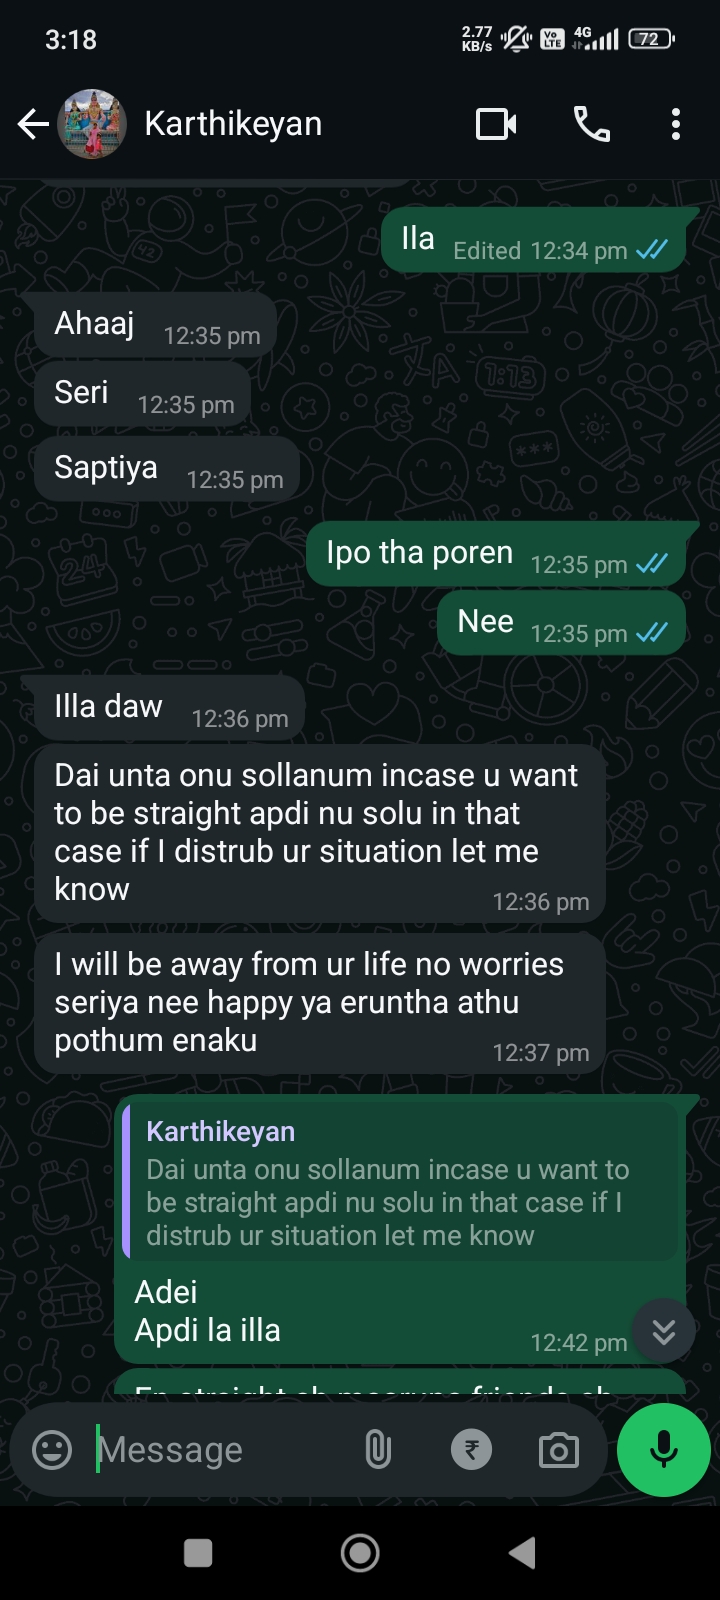 3:18
2.77
KB/s
Vo
LTE
4G
72
Karthikeyan
Ila
Edited 12:34 pm
Ahaaj
12:35 pm
Seri
12:35 pm
Saptiya
12:35 pm
Ipo tha poren
12:35 pm
Nee
12:35 pm
Illa daw
12:36 pm
Dai unta onu sollanum incase u want
to be straight apdi nu solu in that
case if I distrub ur situation let me
know
12:36 pm
I will be away from ur life no worries
seriya nee happy ya eruntha athu
pothum enaku
12:37 pm
Karthikeyan
Dai unta onu sollanum incase u want to
be straight apdi nu solu in that case if I
distrub ur situation let me know
Adei
Apdi la illa
12:42 pm
En straight ah
friends ah
Message